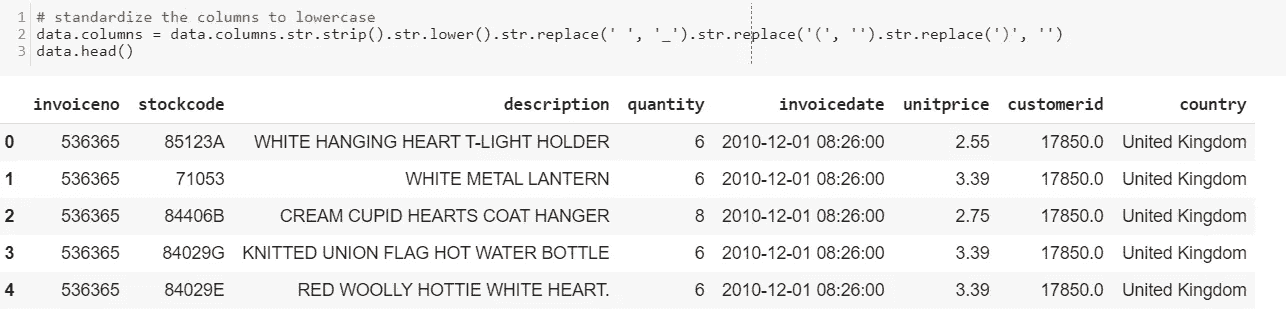 1 # standardize the columns to lowercase
2 data.columns = data.columns.str.strip().str.lower().str.replace(' ', '_').str.replace('(', '').str.replace(')', '')
3 data.head()
invoiceno stockcode description quantity invoicedate unitprice customerid country
0 536365 85123A WHITE HANGING HEART T-LIGHT HOLDER 6 2010-12-01 08:26:00 2.55 17850.0 United Kingdom
1 536365 71053 WHITE METAL LANTERN 6 2010-12-01 08:26:00 3.39 17850.0 United Kingdom
2 536365 84406B CREAM CUPID HEARTS COAT HANGER 8 2010-12-01 08:26:00 2.75 17850.0 United Kingdom
3 536365 84029G KNITTED UNION FLAG HOT WATER BOTTLE 6 2010-12-01 08:26:00 3.39 17850.0 United Kingdom
4 536365 84029E RED WOOLLY HOTTIE WHITE HEART. 6 2010-12-01 08:26:00 3.39 17850.0 United Kingdom